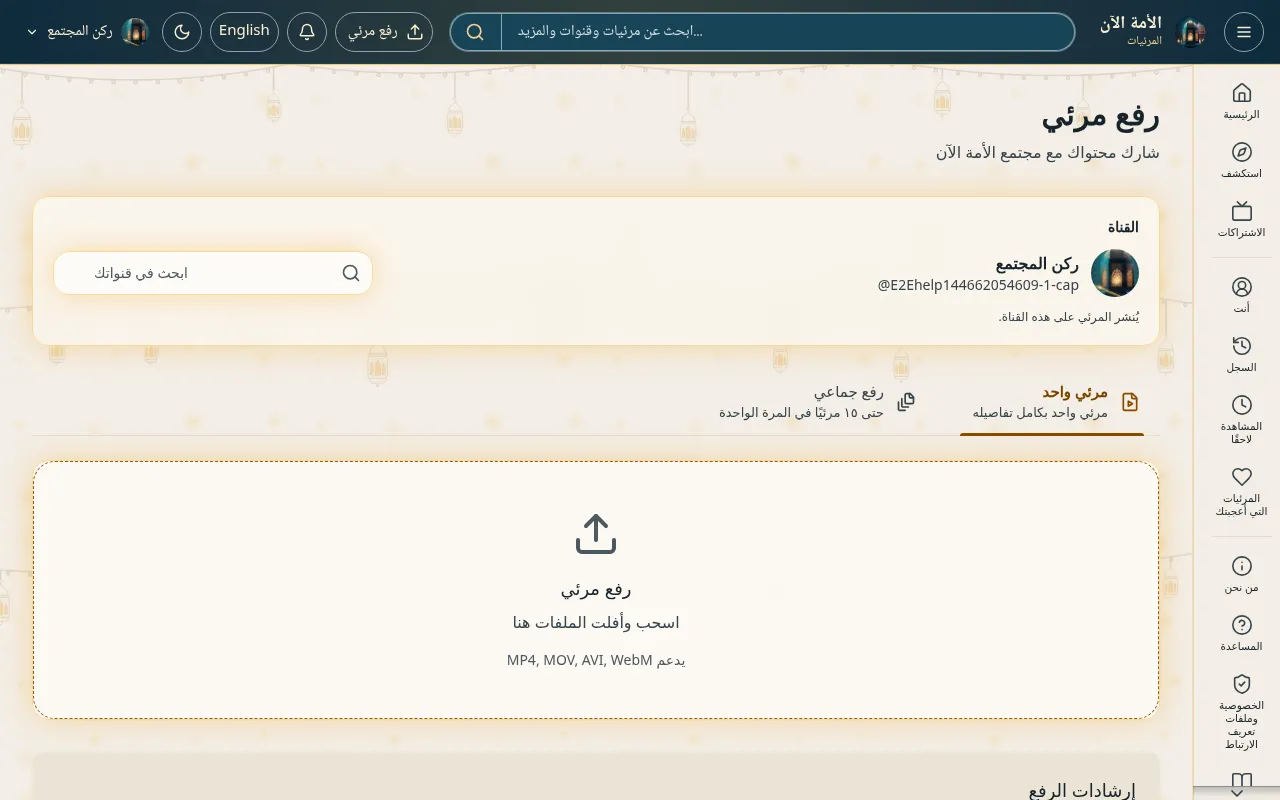 الأمة الآن
المرئيات
ابحث عن مرئيات وقنوات والمزيد...
رفع مرئي
English
ركن المجتمع
الرئيسية
استكشف
الاشتراكات
أنت
السجل
المشاهدة
لاحقًا
المرئيات
التي أعجبتك
من نحن
المساعدة
الخصوصية
وملفات
تعريف
الارتباط
رفع مرئي
شارك محتواك مع مجتمع الأمة الآن
القناة
ركن المجتمع
@E2Ehelp144662054609-1-cap
يُنشر المرئي على هذه القناة.
ابحث في قنواتك
مرئي واحد
مرئي واحد بكامل تفاصيله
رفع جماعي
حتى ١٥ مرئيًا في المرة الواحدة
رفع مرئي
اسحب وأفلت الملفات هنا
يدعم MP4, MOV, AVI, WebM
إرشادات الرفع